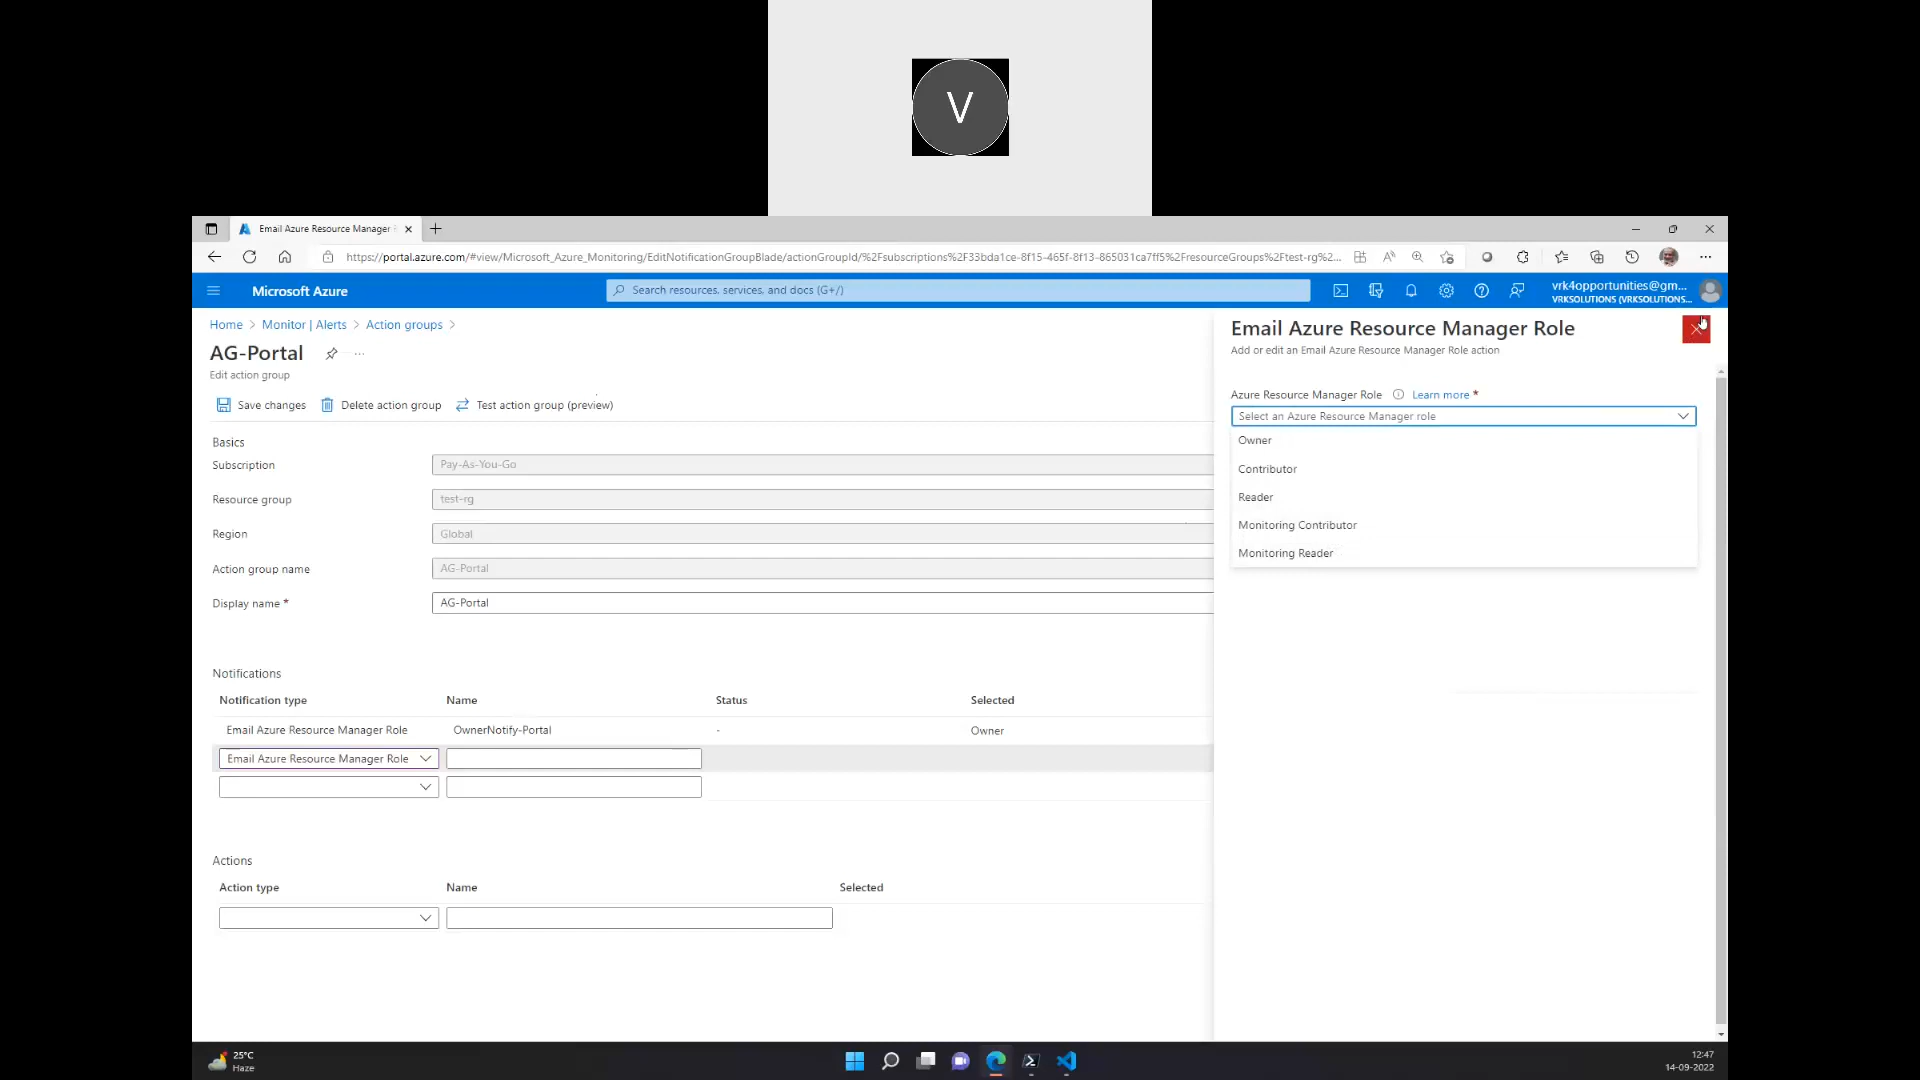 V
Email Azure Resource Manager
https://portal.azure.com/#view/Microsoft_Azure_Monitoring/EditNotificationGroupBlade/actionGroupId/%2Fsubscriptions%2F33bda1ce-8f15-465f-8f13-865031ca7ff5%2FresourceGroups%2Ftest-rg%2...
Microsoft Azure
Search resources, services, and docs (G+/)
vrk4opportunities@gm...
VRKSOLUTIONS (VRKSOLUTIONS...
Home > Monitor | Alerts > Action groups >
AG-Portal
Edit action group
Save changes
Delete action group
Test action group (preview)
Basics
Subscription
Pay-As-You-Go
Resource group
test-rg
Region
Global
Action group name
AG-Portal
Display name *
AG-Portal
Notifications
Notification type Name Status Selected
Email Azure Resource Manager Role OwnerNotify-Portal - Owner
Email Azure Resource Manager Role
Actions
Action type Name Selected
Email Azure Resource Manager Role
Add or edit an Email Azure Resource Manager Role action
Azure Resource Manager Role Learn more *
Select an Azure Resource Manager role
Owner
Contributor
Reader
Monitoring Contributor
Monitoring Reader
25°C
Haze
12:47
14-09-2022